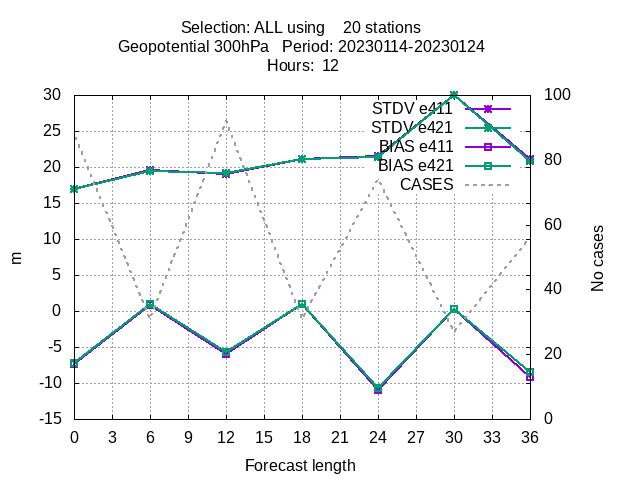 Selection: ALL using    20 stations
Geopotential 300hPa   Period: 20230114-20230124
Hours:  12
30 100
25
20 80
15
10 60
5
0 40
-5
-10 20
-15 0
STDV e411
STDV e421
BIAS e411
BIAS e421
CASES
m
No cases
0 3 6 9 12 15 18 21 24 27 30 33 36
Forecast length